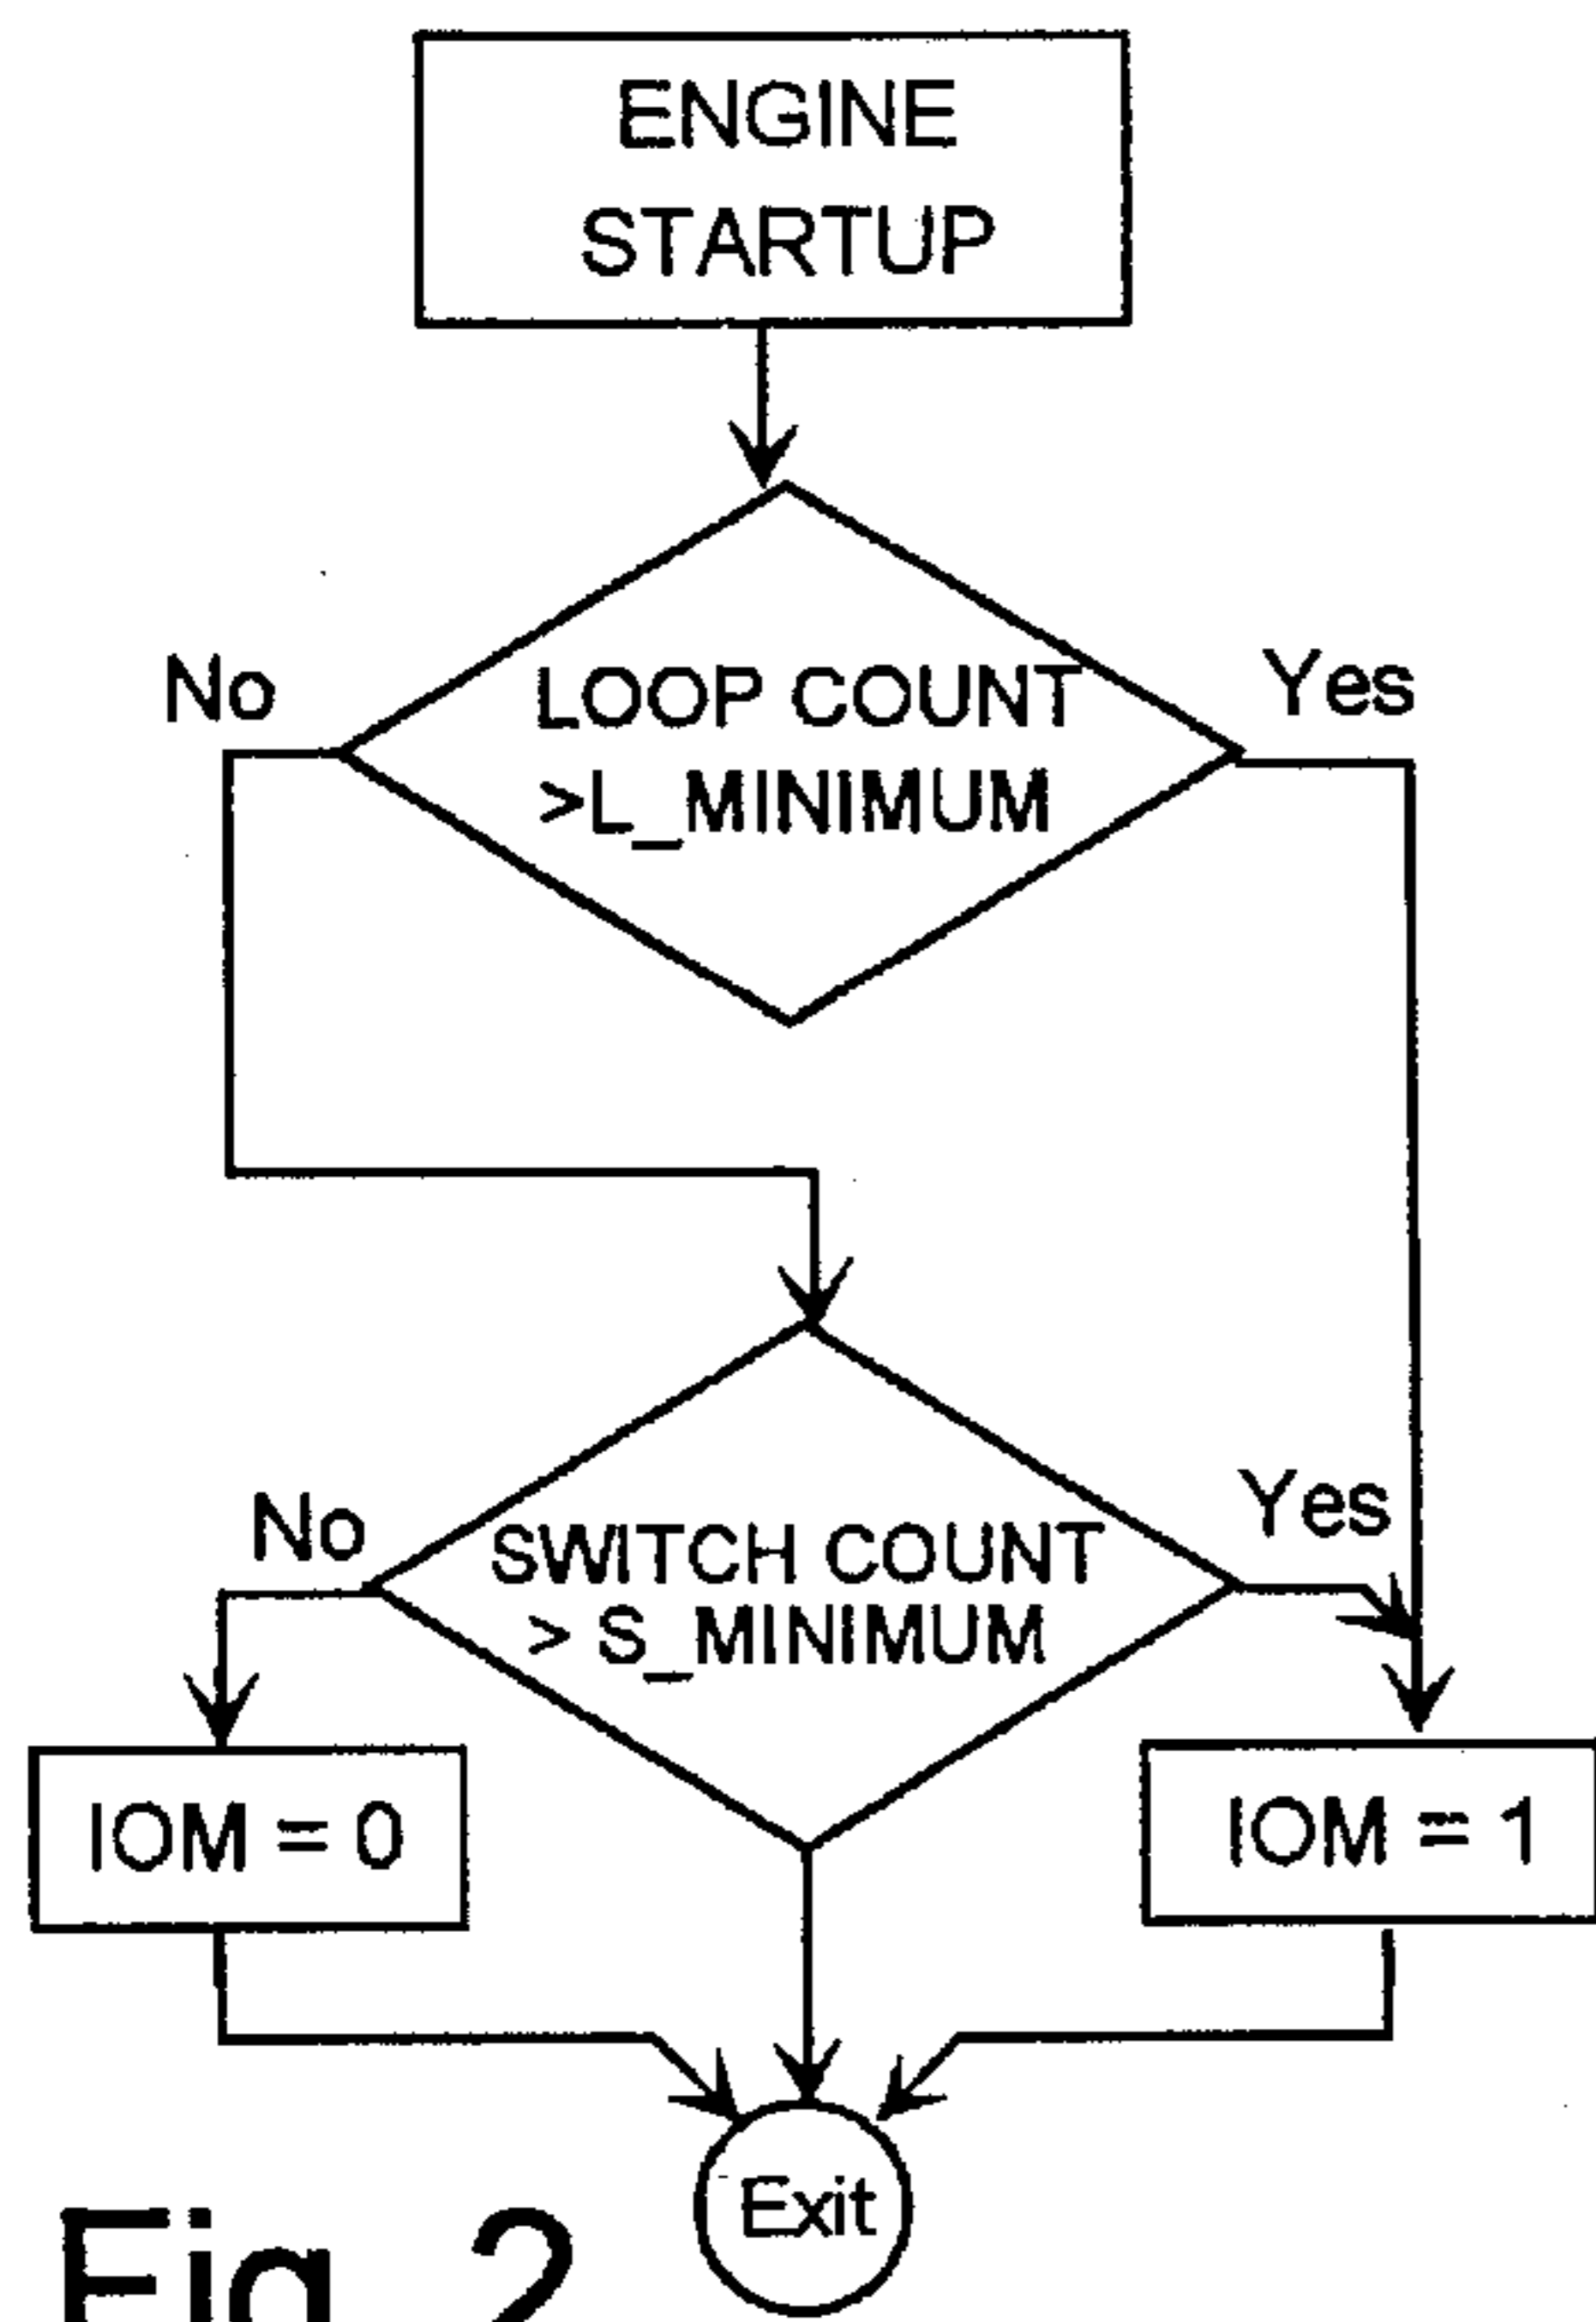 ENGINE
STARTUP
No
Yes
LOOP COUNT
>L_MINIMUM
No
Yes
SWITCH COUNT
> S_MINIMUM
IOM = 0
IOM = 1
Exit
Fig. 2